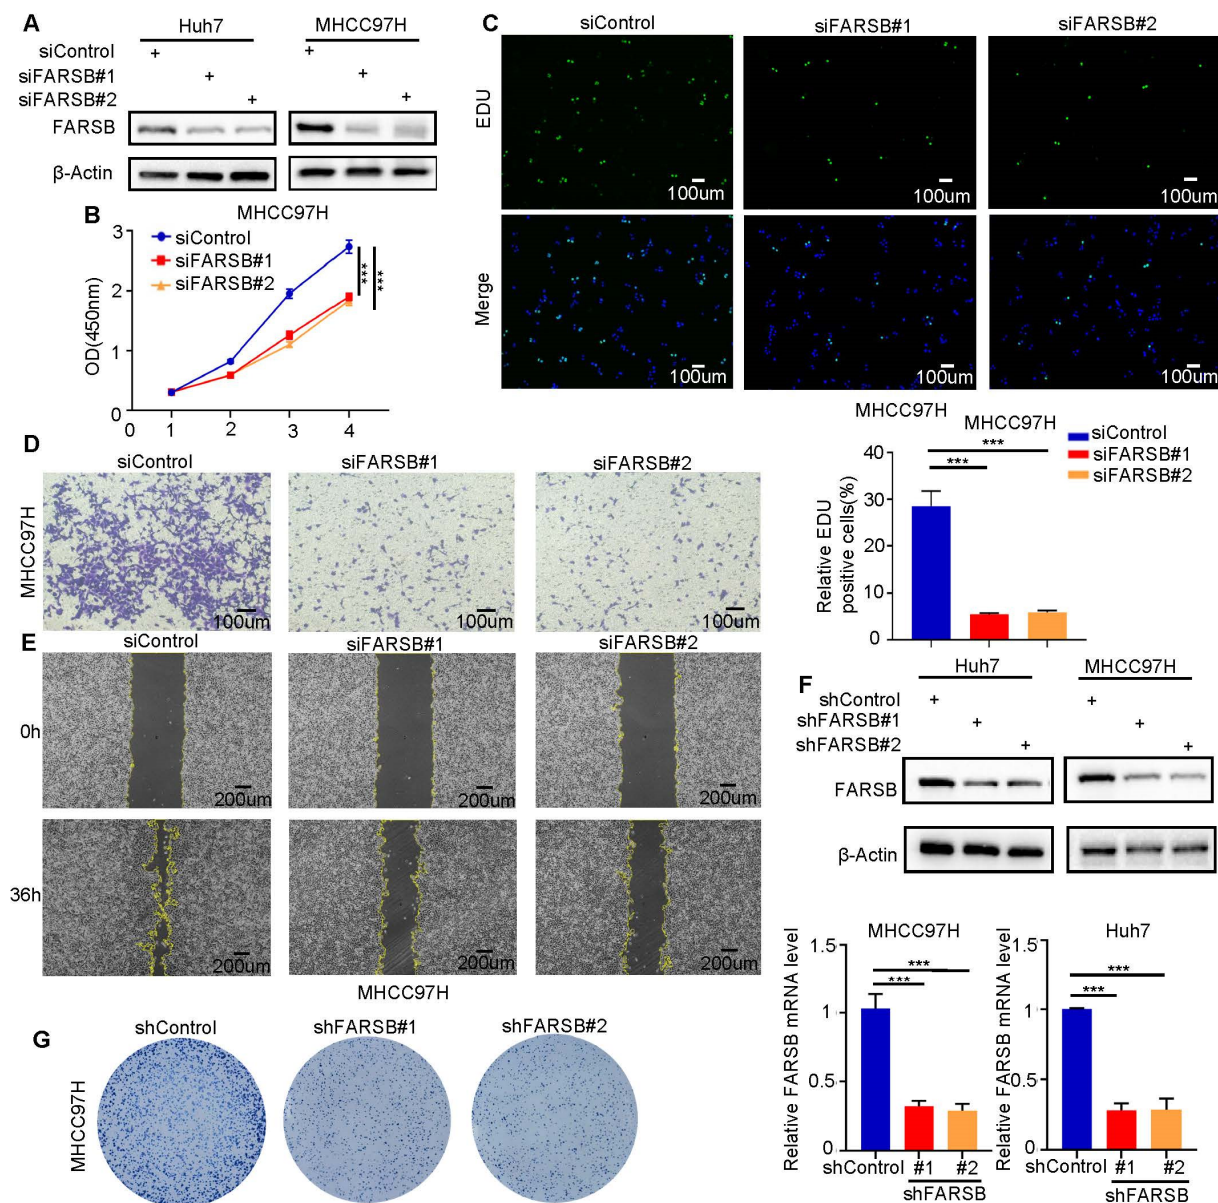 A
Huh7 MHCC97H
siControl + +
siFARSB#1 + +
siFARSB#2 + +
FARSB
β-Actin
B
MHCC97H
3
2
1
0
0 1 2 3 4
OD(450nm)
siControl
siFARSB#1
siFARSB#2
***
***
C
siControl siFARSB#1 siFARSB#2
EDU
100um 100um 100um
Merge
100um 100um 100um
MHCC97H
MHCC97H
siControl
siFARSB#1
siFARSB#2
***
***
Relative EDU
positive cells(%)
40
30
20
10
0
D
siControl siFARSB#1 siFARSB#2
MHCC97H
100um 100um 100um
E
siControl siFARSB#1 siFARSB#2
0h
200um 200um 200um
36h
200um 200um 200um
MHCC97H
F
Huh7 MHCC97H
shControl + +
shFARSB#1 + +
shFARSB#2 + +
FARSB
β-Actin
MHCC97H
Relative FARSB mRNA level
1.5
1
0.5
0
***
***
shControl #1 #2
shFARSB
Huh7
Relative FARSB mRNA level
1.5
1
0.5
0
***
***
shControl #1 #2
shFARSB
G
shControl shFARSB#1 shFARSB#2
MHCC97H